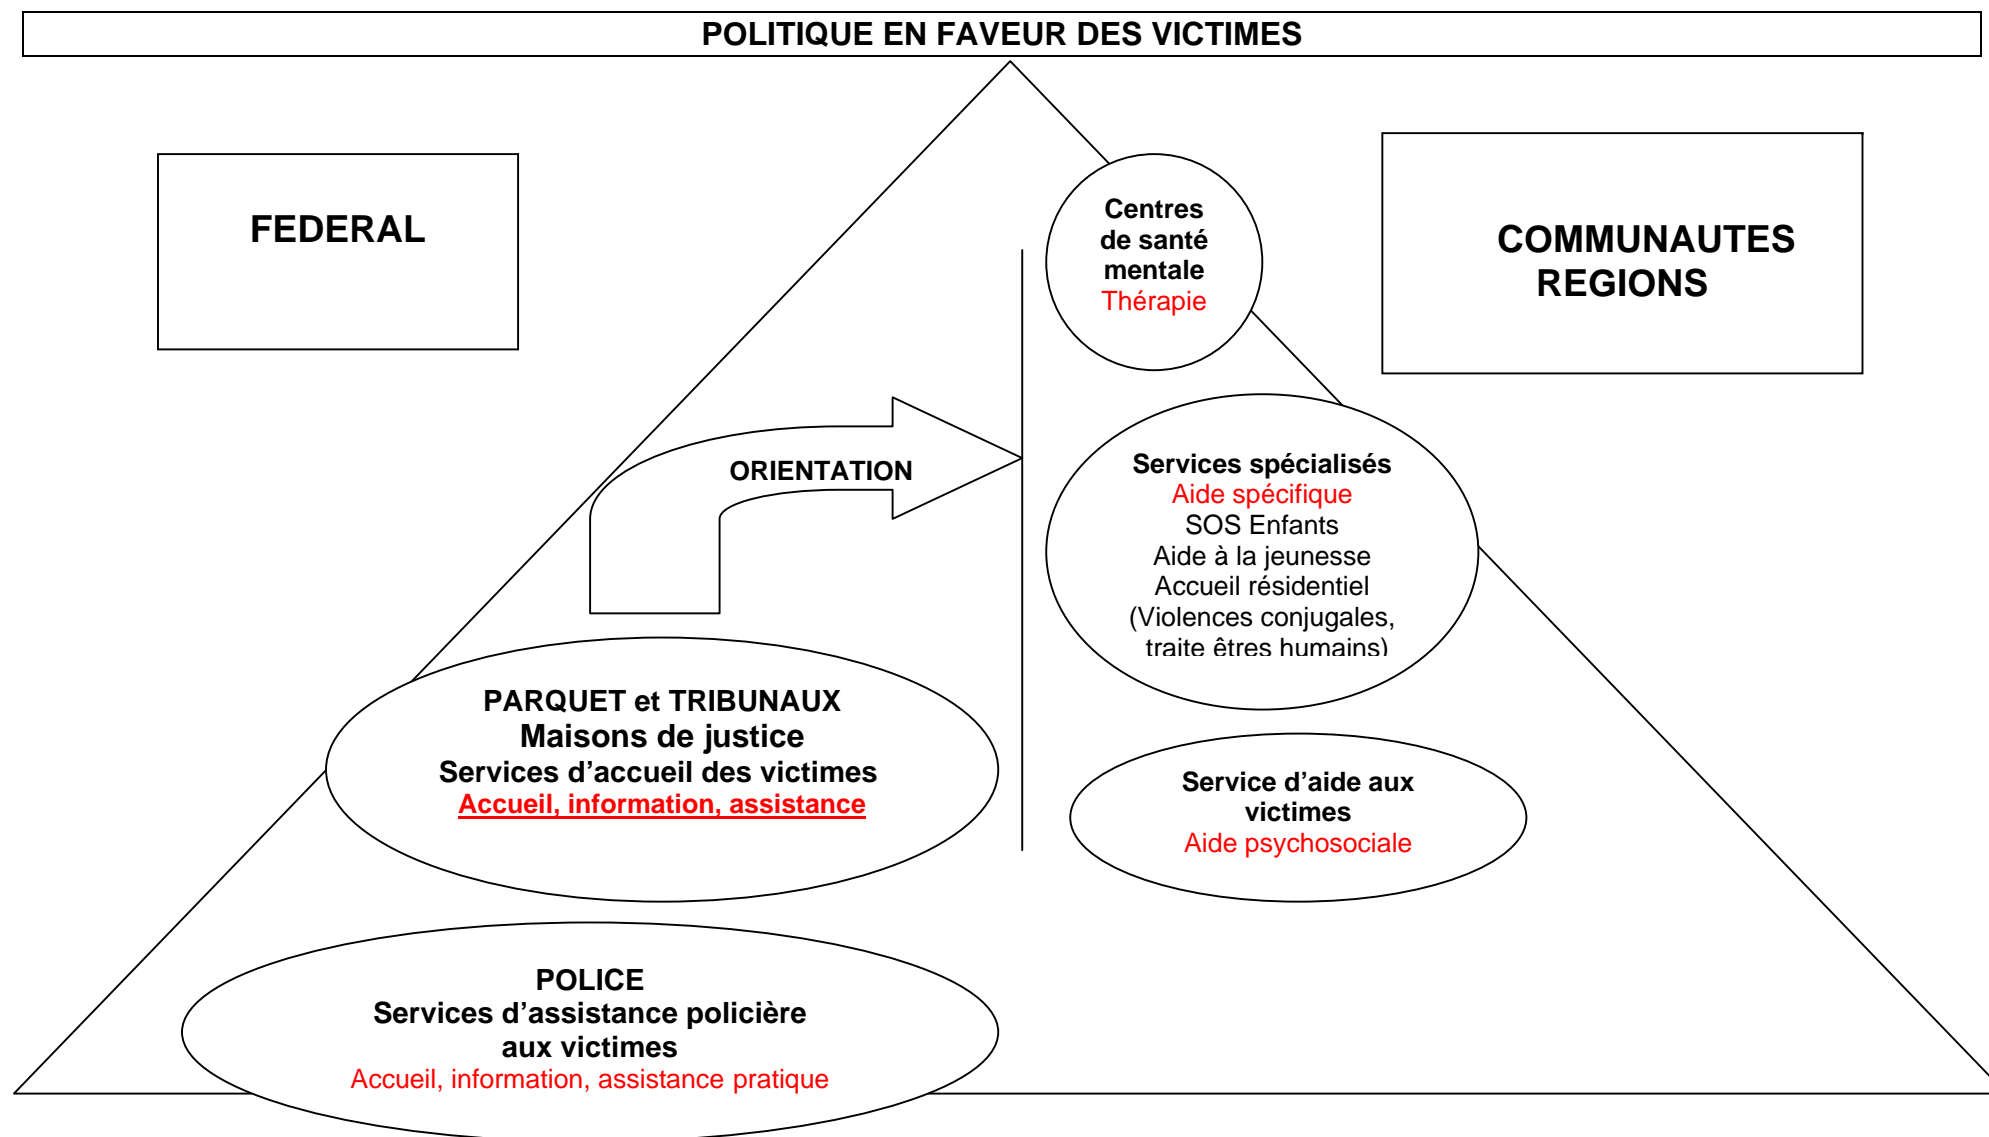 POLITIQUE EN FAVEUR DES VICTIMES
FEDERAL
COMMUNAUTES
REGIONS
Centres
de santé
mentale
Thérapie
ORIENTATION
Services spécialisés
Aide spécifique
SOS Enfants
Aide à la jeunesse
Accueil résidentiel
(Violences conjugales,
traite êtres humains)
PARQUET et TRIBUNAUX
Maisons de justice
Services d’accueil des victimes
Accueil, information, assistance
Service d’aide aux
victimes
Aide psychosociale
POLICE
Services d’assistance policière
aux victimes
Accueil, information, assistance pratique